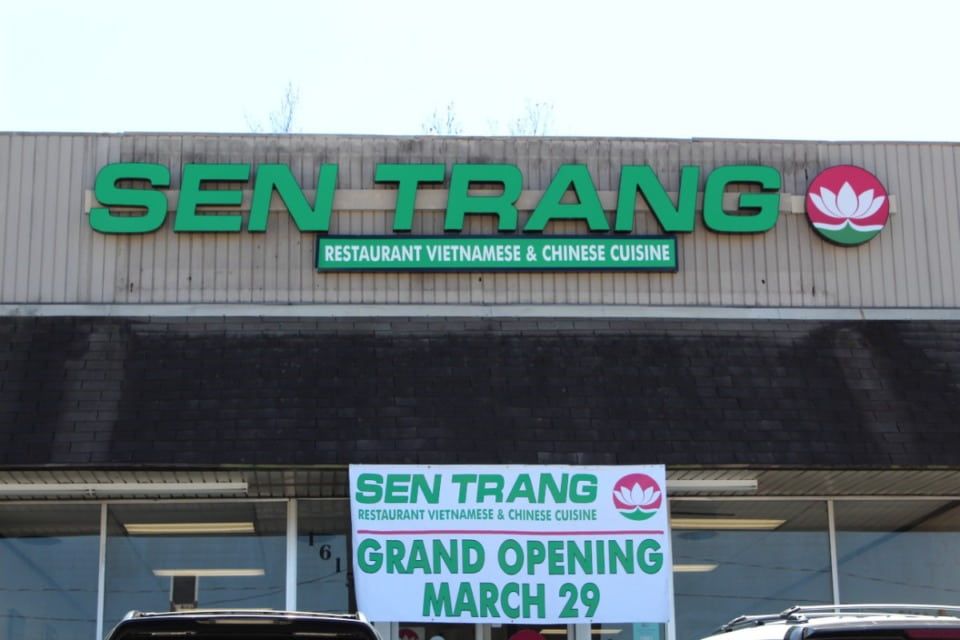 SEN TRANG
RESTAURANT VIETNAMESE & CHINESE CUISINE
SEN TRANG
RESTAURANT VIETNAMESE & CHINESE CUISINE
GRAND OPENING
MARCH 29